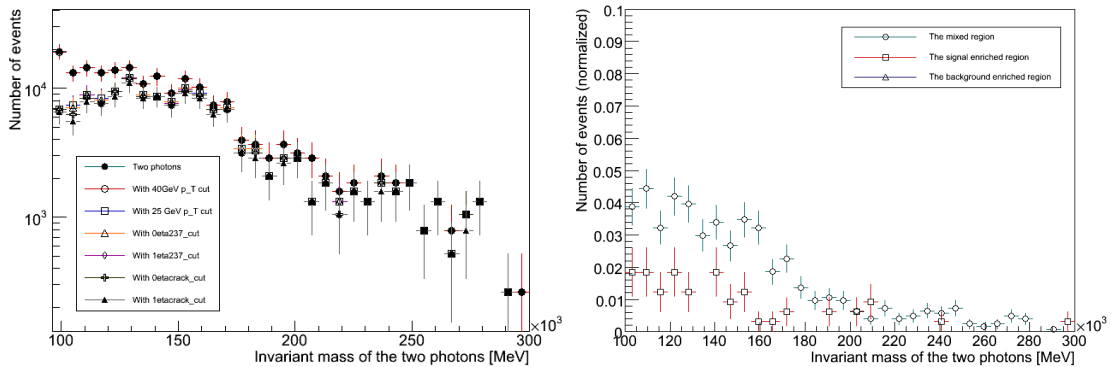 Number of events
10^4
10^3
Two photons
With 40GeV p_T cut
With 25 GeV p_T cut
With 0eta237_cut
With 1eta237_cut
With 0etacrack_cut
With 1etacrack_cut
100 150 200 250 300
×10^3
Invariant mass of the two photons [MeV]
Number of events (normalized)
0.1
0.09
0.08
0.07
0.06
0.05
0.04
0.03
0.02
0.01
0
The mixed region
The signal enriched region
The background enriched region
100 120 140 160 180 200 220 240 260 280 300
×10^3
Invariant mass of the two photons [MeV]